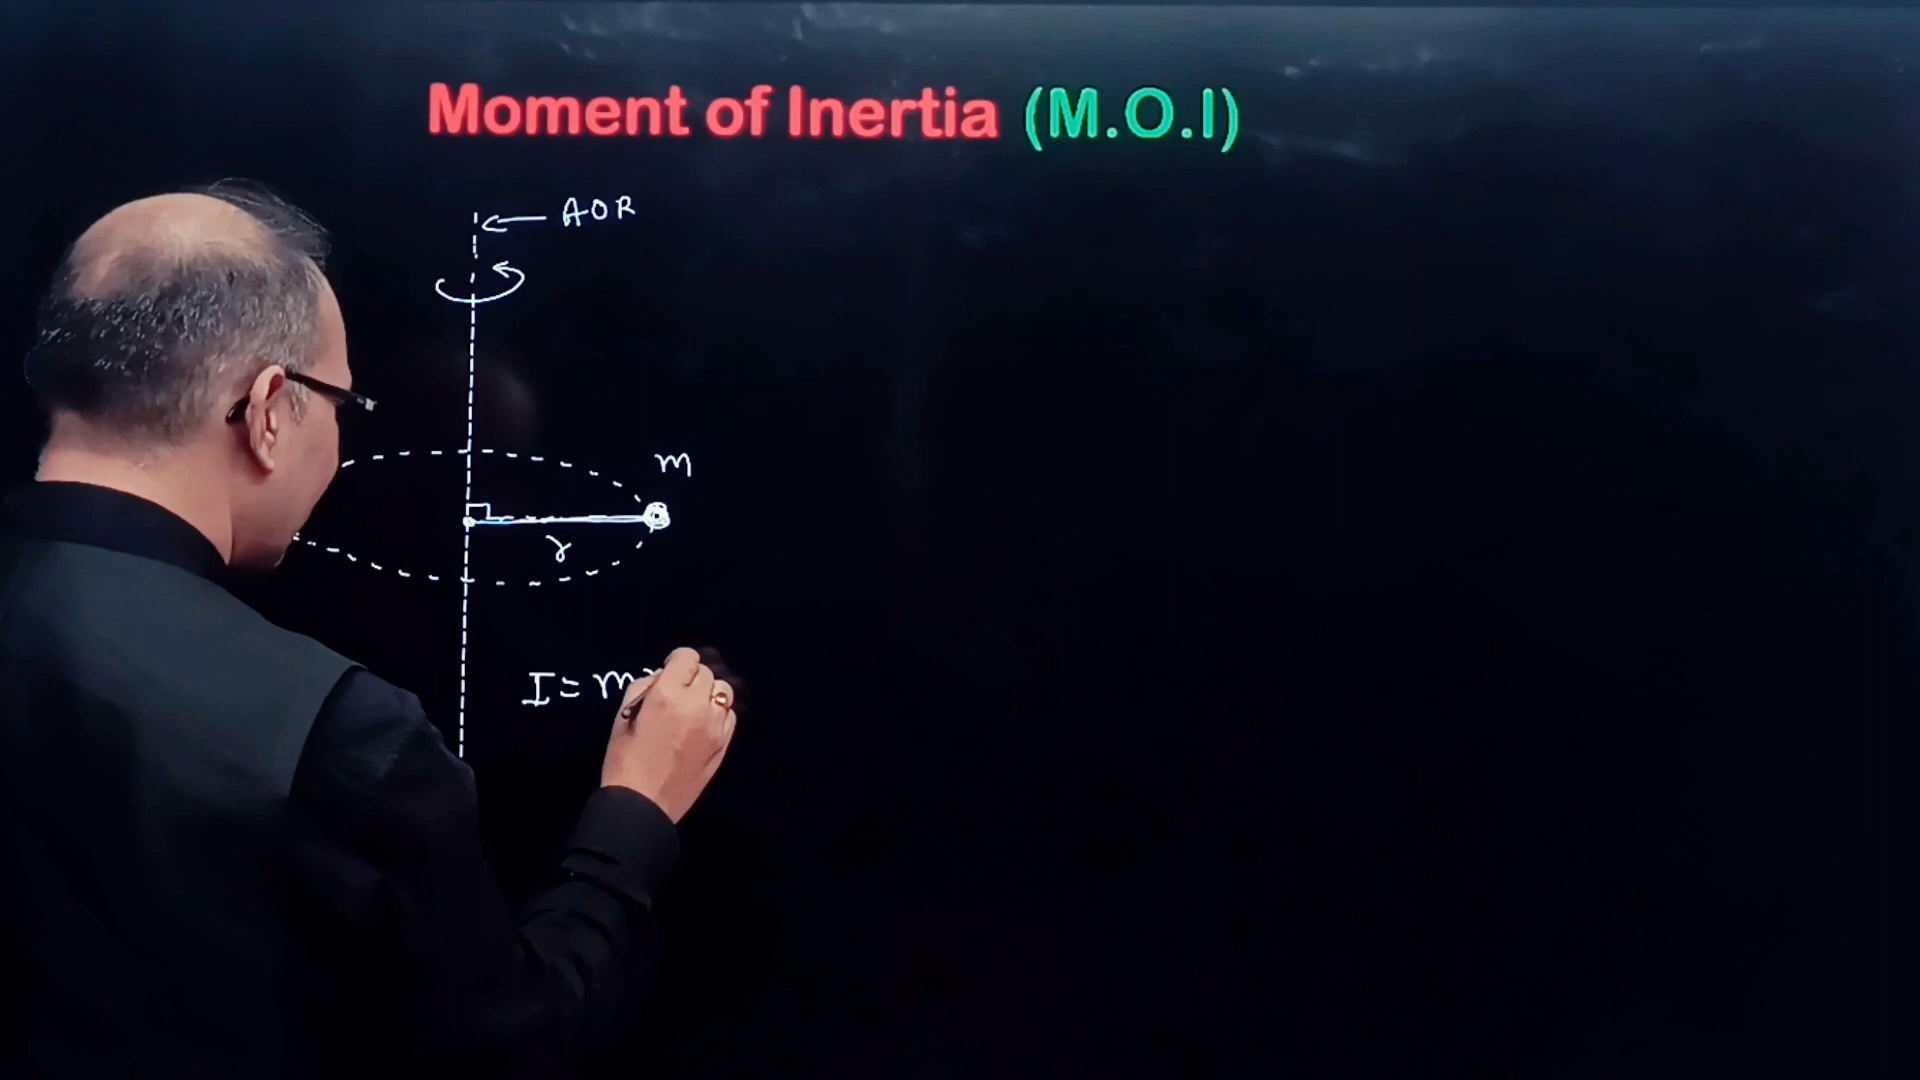 Moment of Inertia (M.O.I)
AOR
m
r
I = m